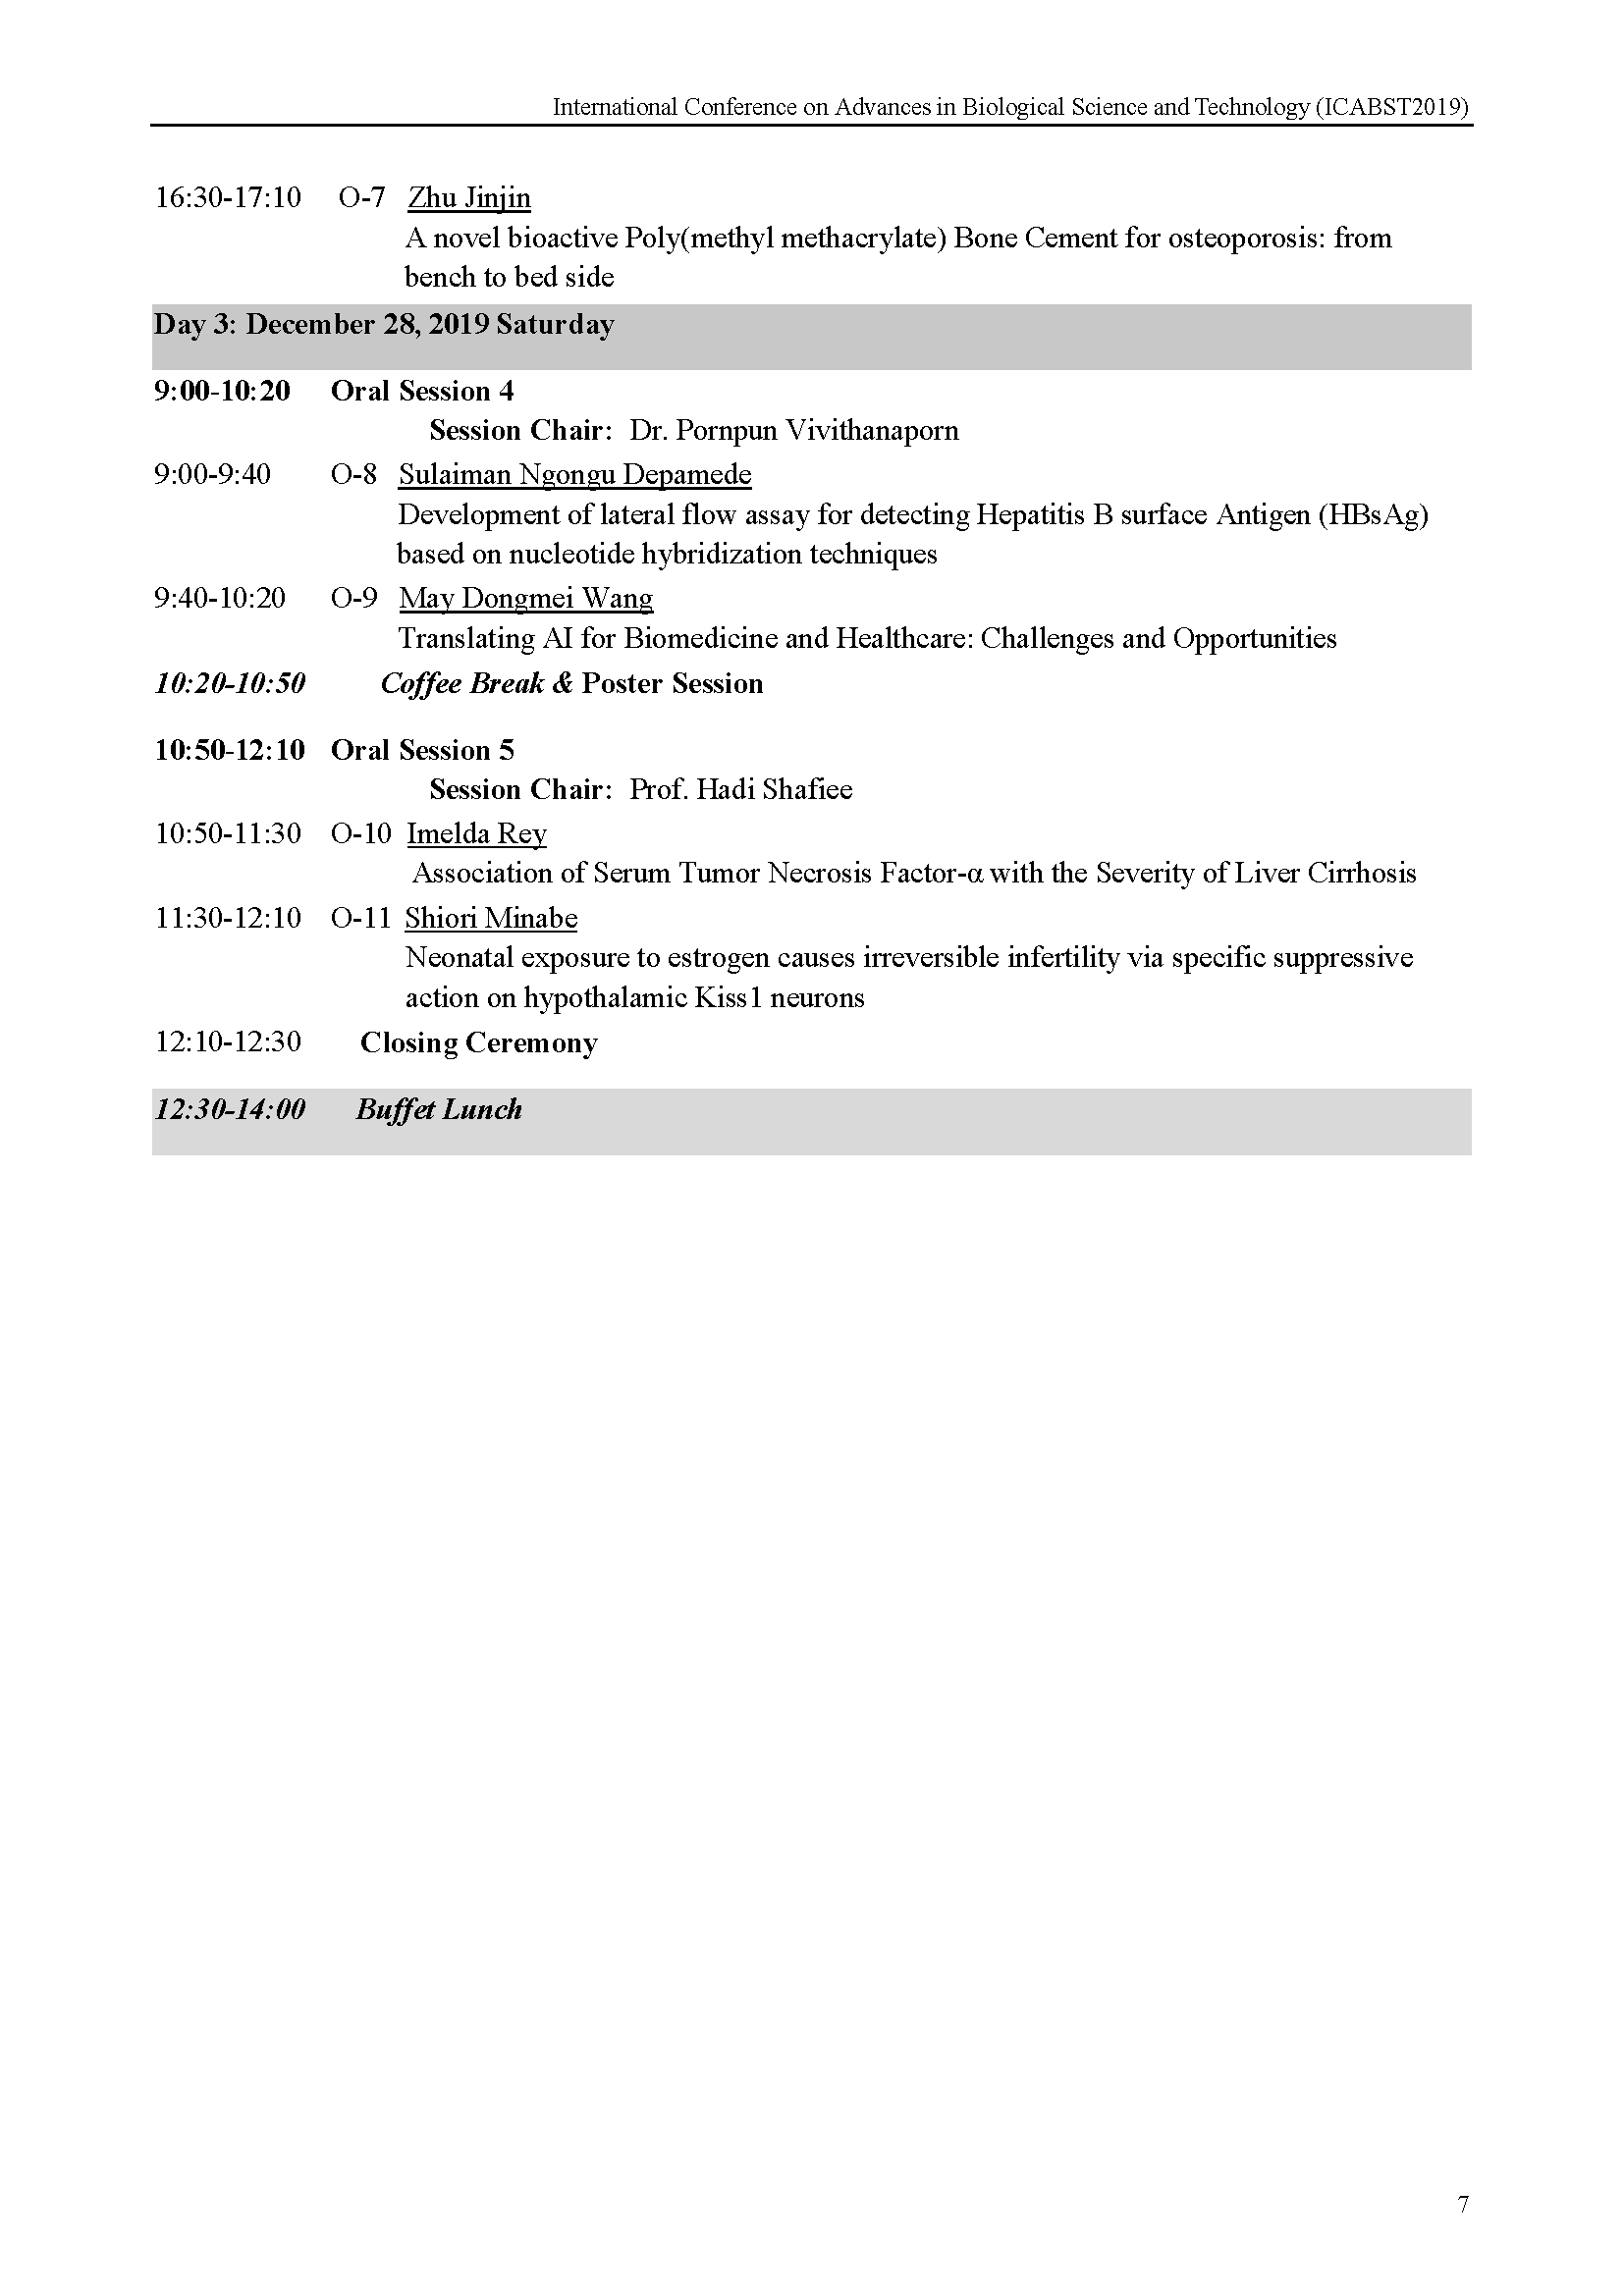 International Conference on Advances in Biological Science and Technology (ICABST2019)
16:30-17:10 O-7 Zhu Jinjin
A novel bioactive Poly(methyl methacrylate) Bone Cement for osteoporosis: from
bench to bed side
Day 3: December 28, 2019 Saturday
9:00-10:20 Oral Session 4
Session Chair: Dr. Pornpun Vivithanaporn
9:00-9:40 O-8 Sulaiman Ngongu Depamede
Development of lateral flow assay for detecting Hepatitis B surface Antigen (HBsAg)
based on nucleotide hybridization techniques
9:40-10:20 O-9 May Dongmei Wang
Translating AI for Biomedicine and Healthcare: Challenges and Opportunities
10:20-10:50 Coffee Break & Poster Session
10:50-12:10 Oral Session 5
Session Chair: Prof. Hadi Shafiee
10:50-11:30 O-10 Imelda Rey
Association of Serum Tumor Necrosis Factor-α with the Severity of Liver Cirrhosis
11:30-12:10 O-11 Shiori Minabe
Neonatal exposure to estrogen causes irreversible infertility via specific suppressive
action on hypothalamic Kiss1 neurons
12:10-12:30 Closing Ceremony
12:30-14:00 Buffet Lunch
7